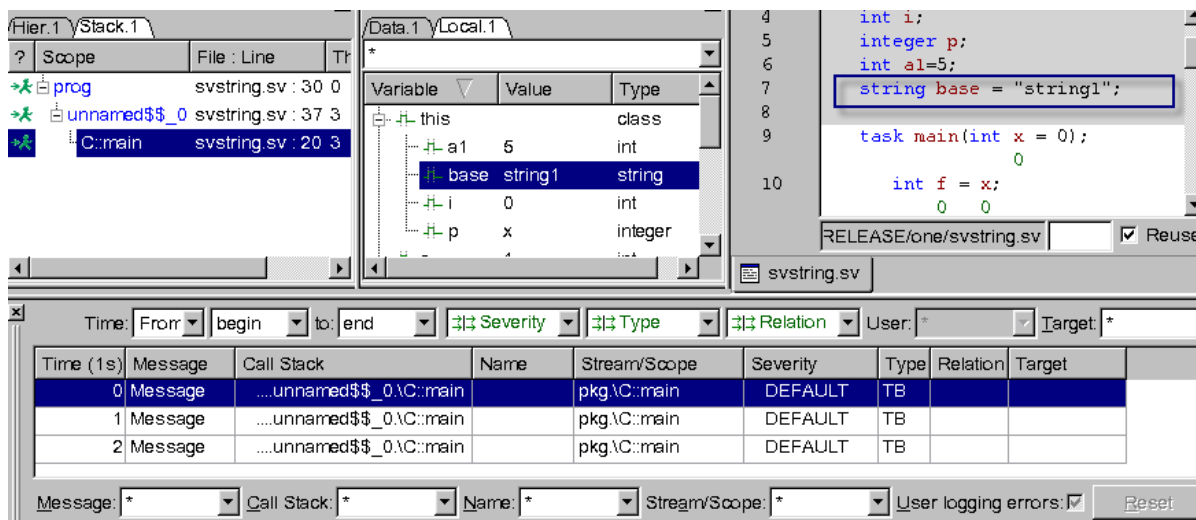 Hier.1 Stack.1
? Scope File : Line Th
prog svstring.sv : 30 0
unnamed$$_0 svstring.sv : 37 3
C::main svstring.sv : 20 3
Data.1 Local.1
*
Variable Value Type
this class
a1 5 int
base string1 string
i 0 int
p x integer
4 int i;
5 integer p;
6 int a1=5;
7 string base = "string1";
8
9 task main(int x = 0);
0
10 int f = x;
0 0
RELEASE/one/svstring.sv Reuse
svstring.sv
Time: From begin to: end Severity Type Relation User: * Target: *
Time (1s) Message Call Stack Name Stream/Scope Severity Type Relation Target
0 Message ....unnamed$$_0.\C::main pkg.\C::main DEFAULT TB
1 Message ....unnamed$$_0.\C::main pkg.\C::main DEFAULT TB
2 Message ....unnamed$$_0.\C::main pkg.\C::main DEFAULT TB
Message: * Call Stack: * Name: * Stream/Scope: * User logging errors: Reset